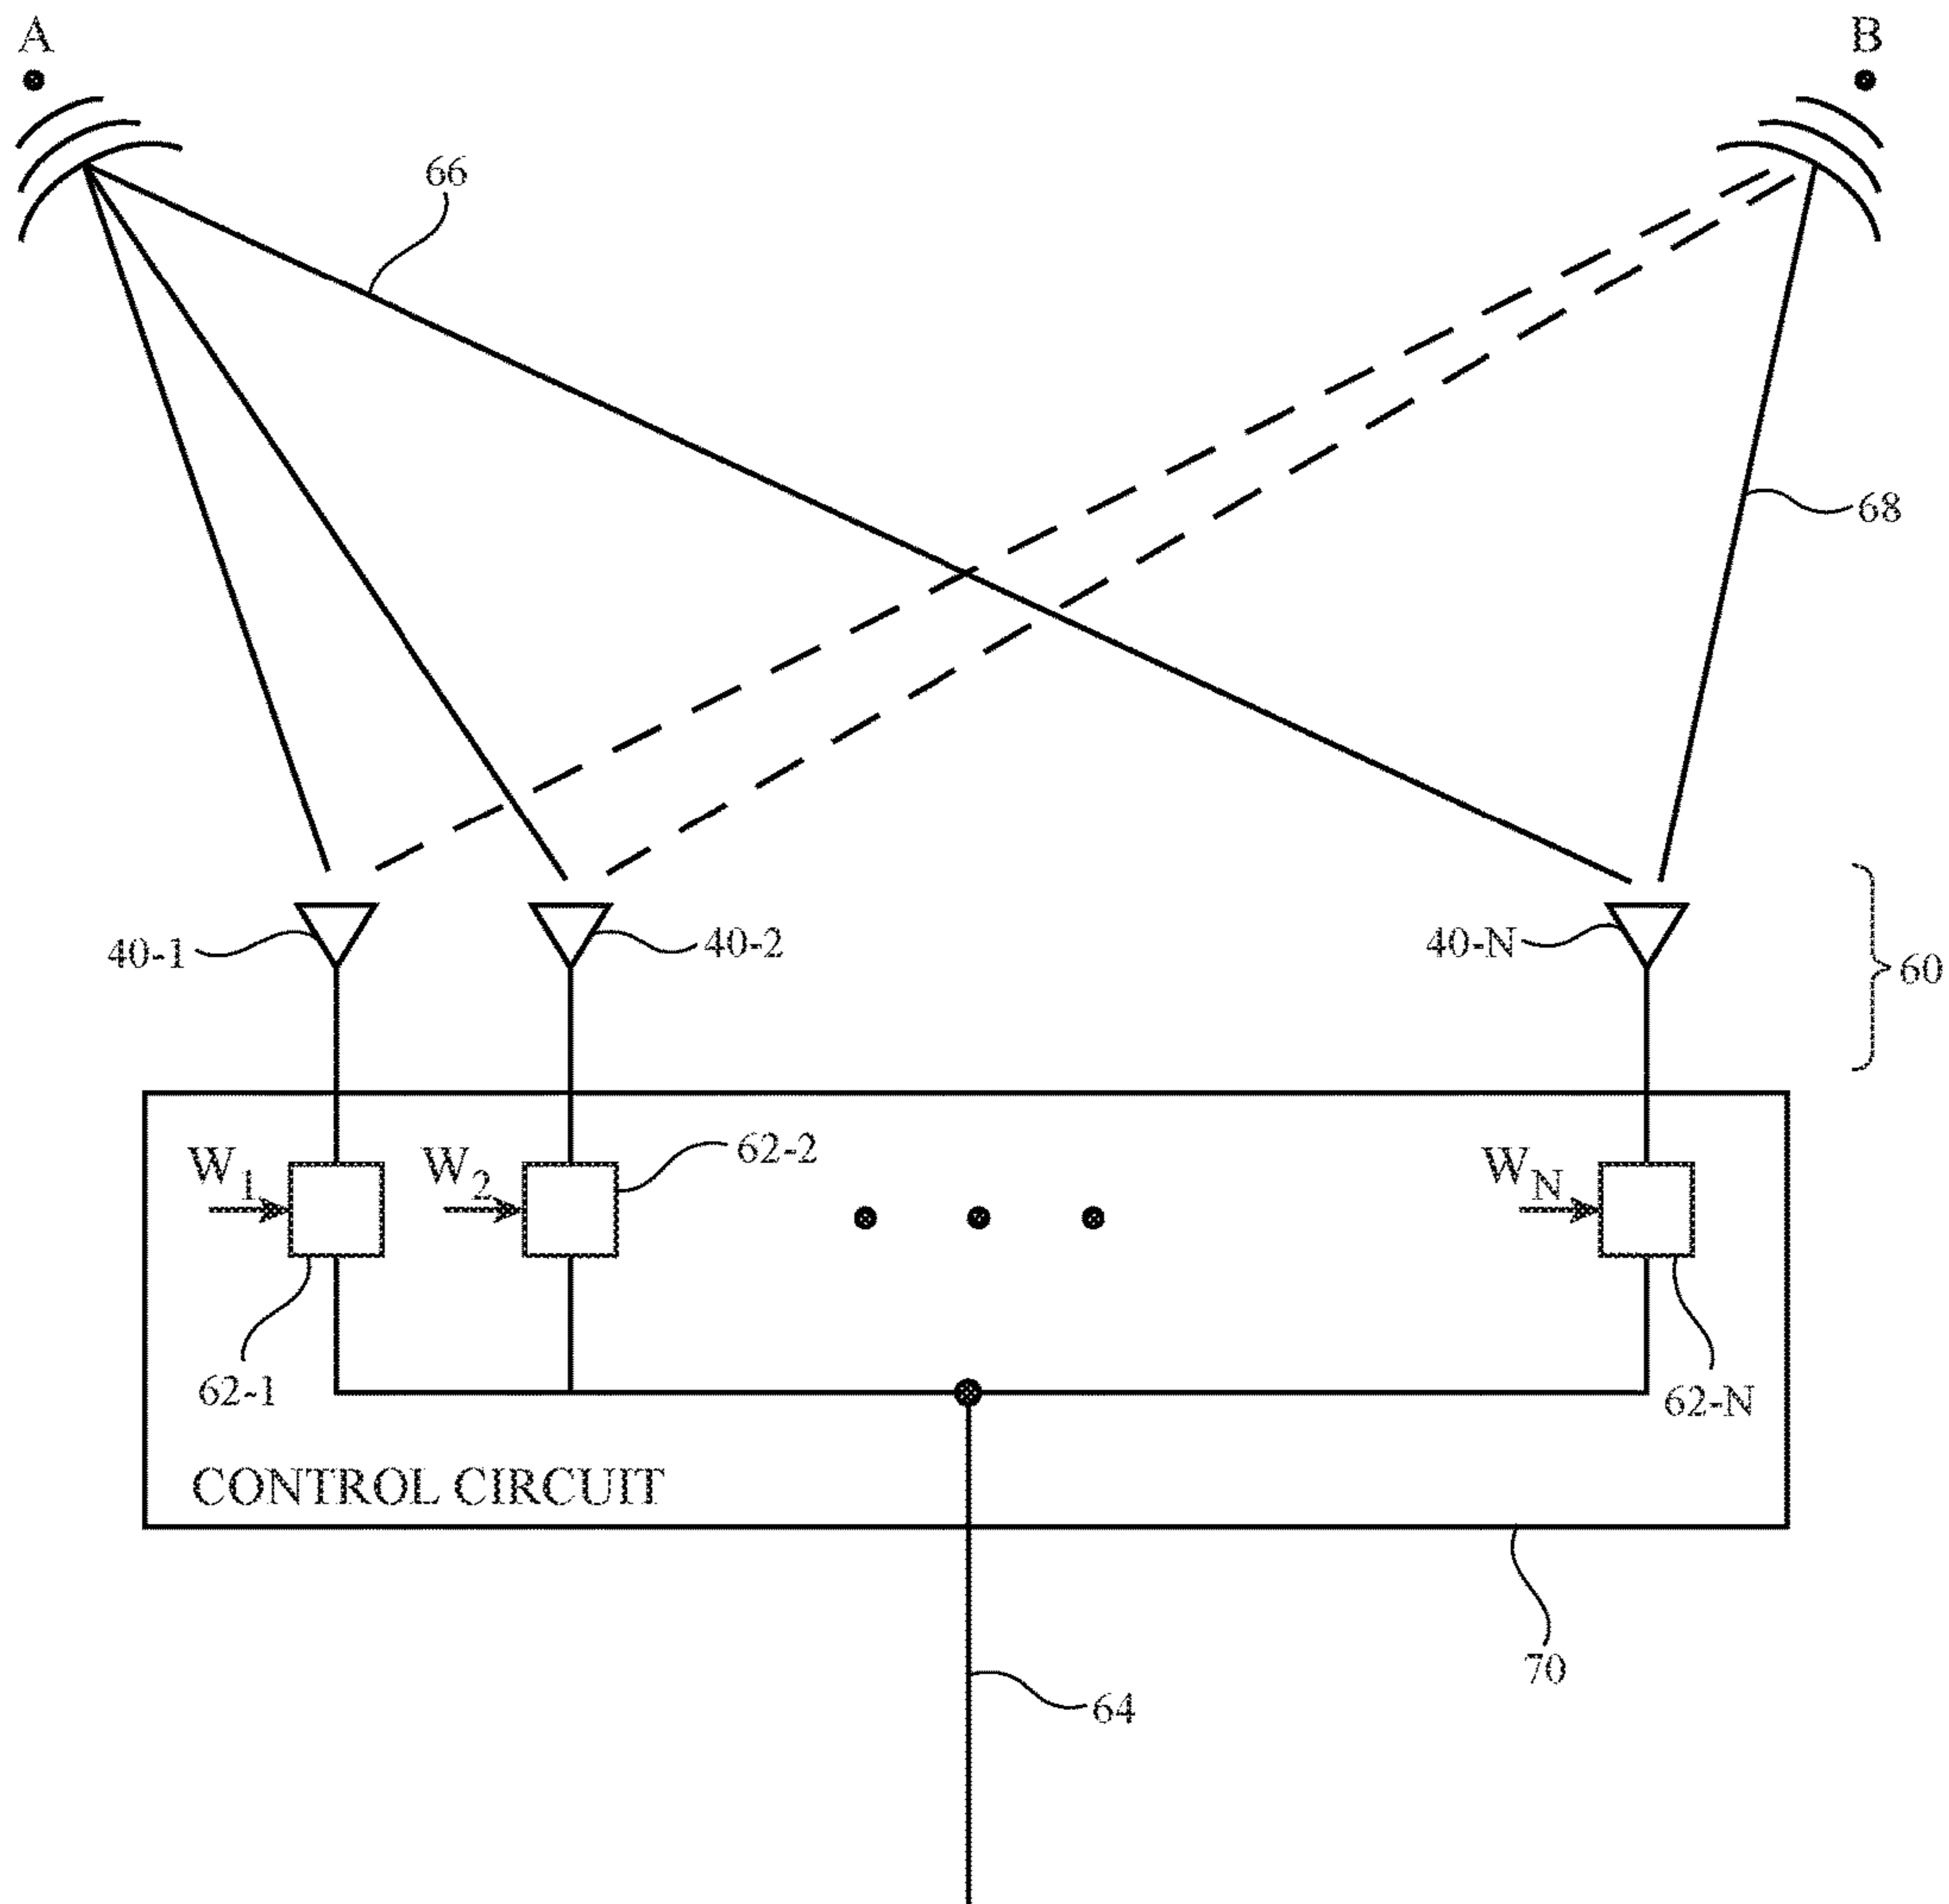 A
B
66
68
40-1
40-2
40-N
60
W1
W2
62-2
WN
62-1
62-N
CONTROL CIRCUIT
70
64